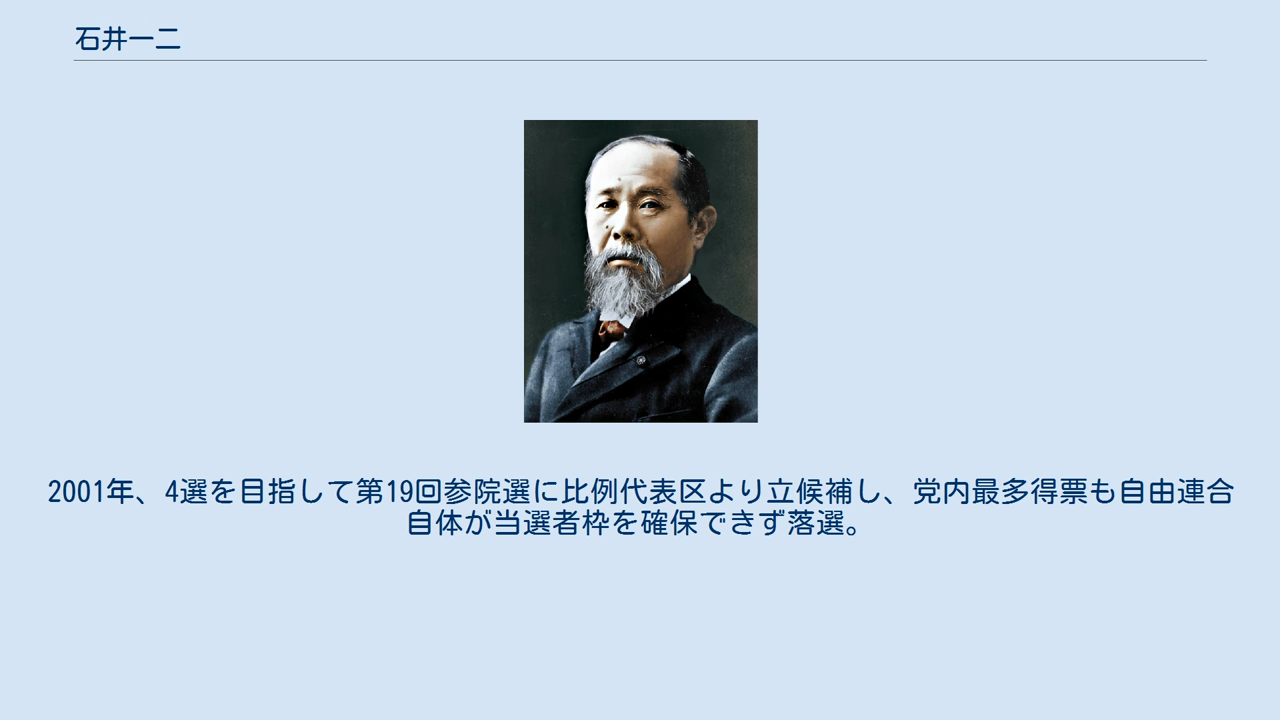 石井一二
2001年、4選を目指して第19回参院選に比例代表区より立候補し、党内最多得票も自由連合
自体が当選者枠を確保できず落選。